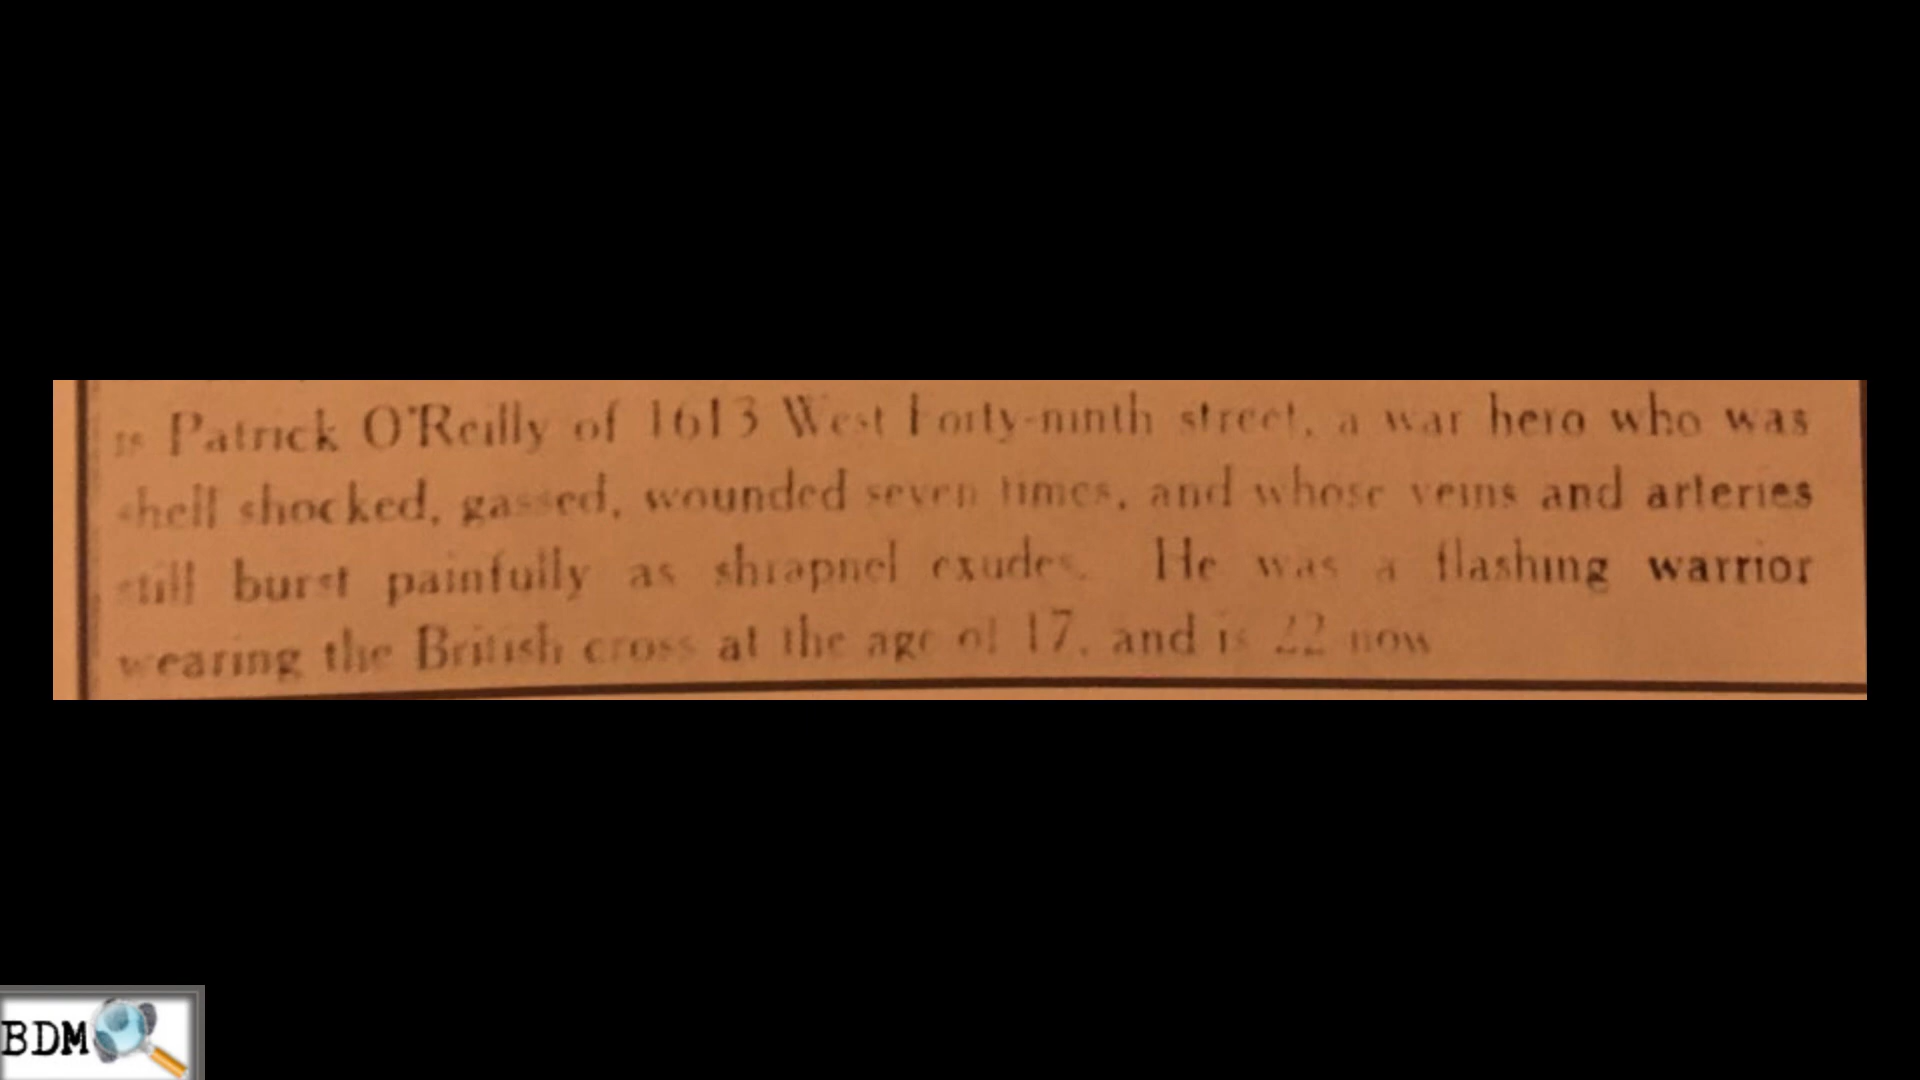 is Patrick O'Reilly of 1613 West Forty-ninth street, a war hero who was
shell shocked, gassed, wounded seven times, and whose veins and arteries
still burst painfully as shrapnel exudes. He was a flashing warrior
wearing the British cross at the age of 17, and is 22 now
BDM